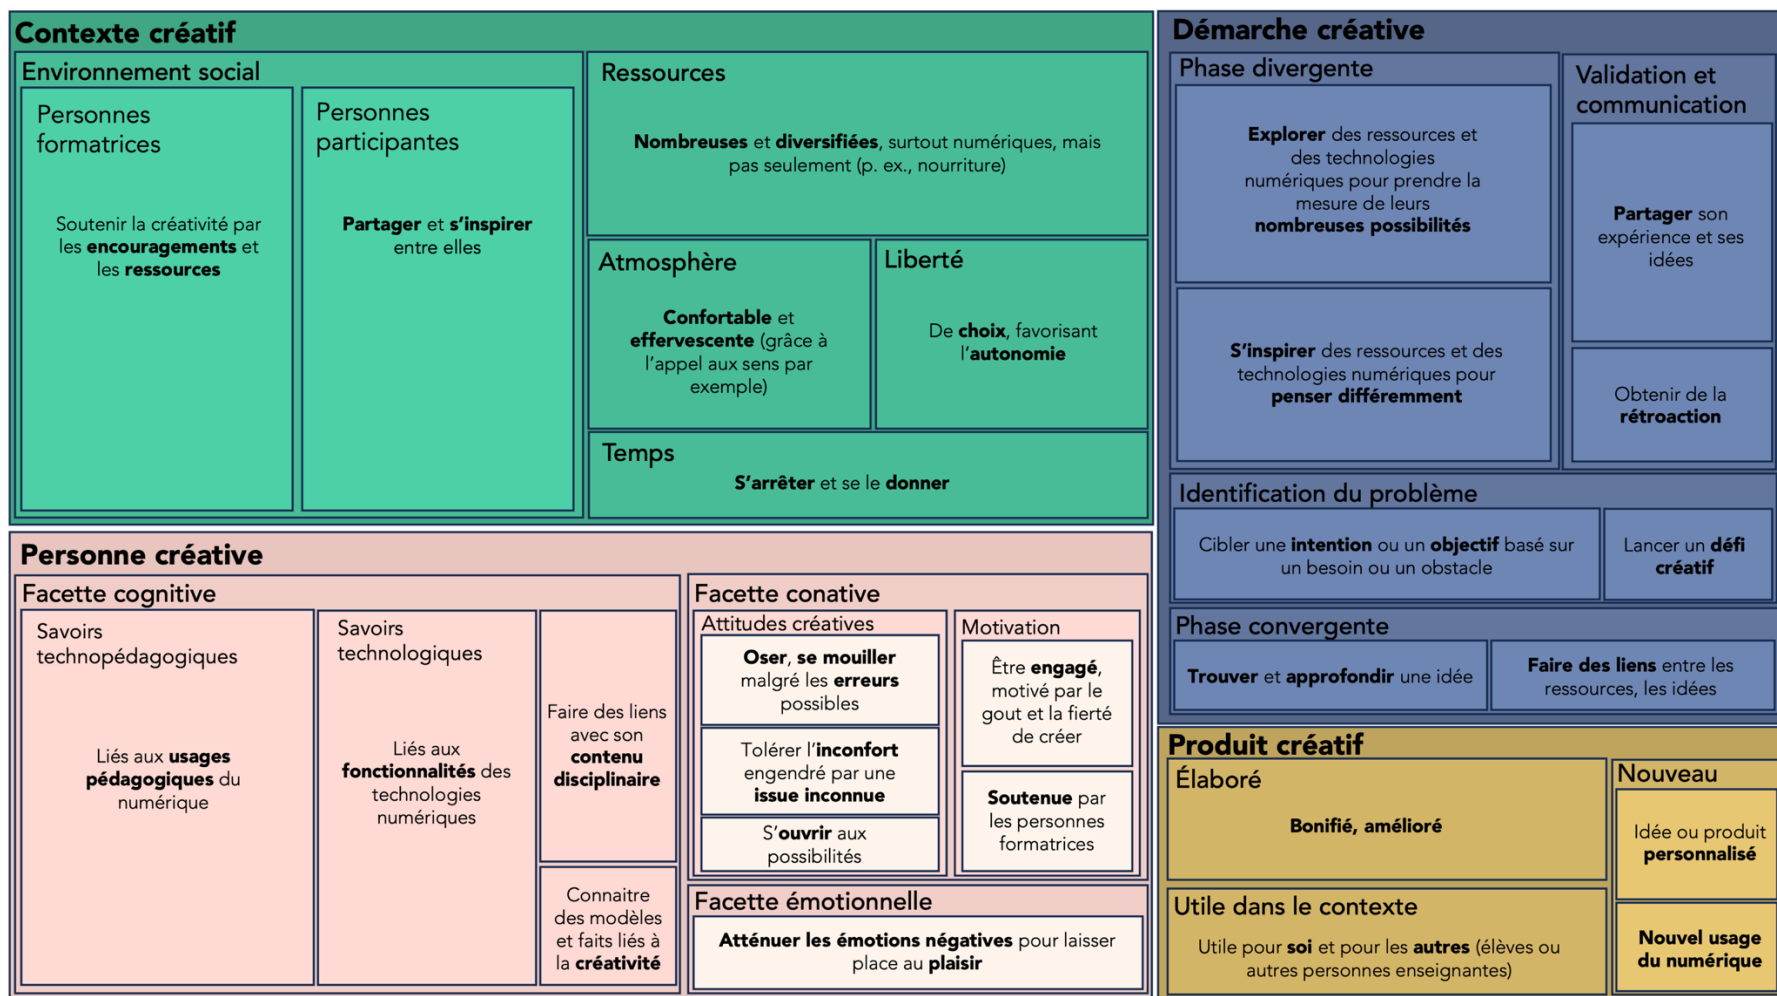 Contexte créatif
Environnement social
Personnes
formatrices
Soutenir la créativité par
les encouragements et
les ressources
Personnes
participantes
Partager et s’inspirer
entre elles
Ressources
Nombreuses et diversifiées, surtout numériques, mais
pas seulement (p. ex., nourriture)
Atmosphère
Confortable et
effervescente (grâce à
l’appel aux sens par
exemple)
Liberté
De choix, favorisant
l’autonomie
Temps
S’arrêter et se le donner
Démarche créative
Phase divergente
Explorer des ressources et
des technologies
numériques pour prendre la
mesure de leurs
nombreuses possibilités
S’inspirer des ressources et des
technologies numériques pour
penser différemment
Validation et
communication
Partager son
expérience et ses
idées
Obtenir de la
rétroaction
Identification du problème
Cibler une intention ou un objectif basé sur
un besoin ou un obstacle
Lancer un défi
créatif
Phase convergente
Trouver et approfondir une idée
Faire des liens entre les
ressources, les idées
Personne créative
Facette cognitive
Savoirs
technopédagogiques
Liés aux usages
pédagogiques du
numérique
Savoirs
technologiques
Liés aux
fonctionnalités des
technologies
numériques
Faire des liens
avec son
contenu
disciplinaire
Connaitre
des modèles
et faits liés à
la créativité
Facette conative
Attitudes créatives
Oser, se mouiller
malgré les erreurs
possibles
Tolérer l’inconfort
engendré par une
issue inconnue
S’ouvrir aux
possibilités
Motivation
Être engagé,
motivé par le
gout et la fierté
de créer
Soutenue par
les personnes
formatrices
Facette émotionnelle
Atténuer les émotions négatives pour laisser
place au plaisir
Produit créatif
Élaboré
Bonifié, amélioré
Utile dans le contexte
Utile pour soi et pour les autres (élèves ou
autres personnes enseignantes)
Nouveau
Idée ou produit
personnalisé
Nouvel usage
du numérique